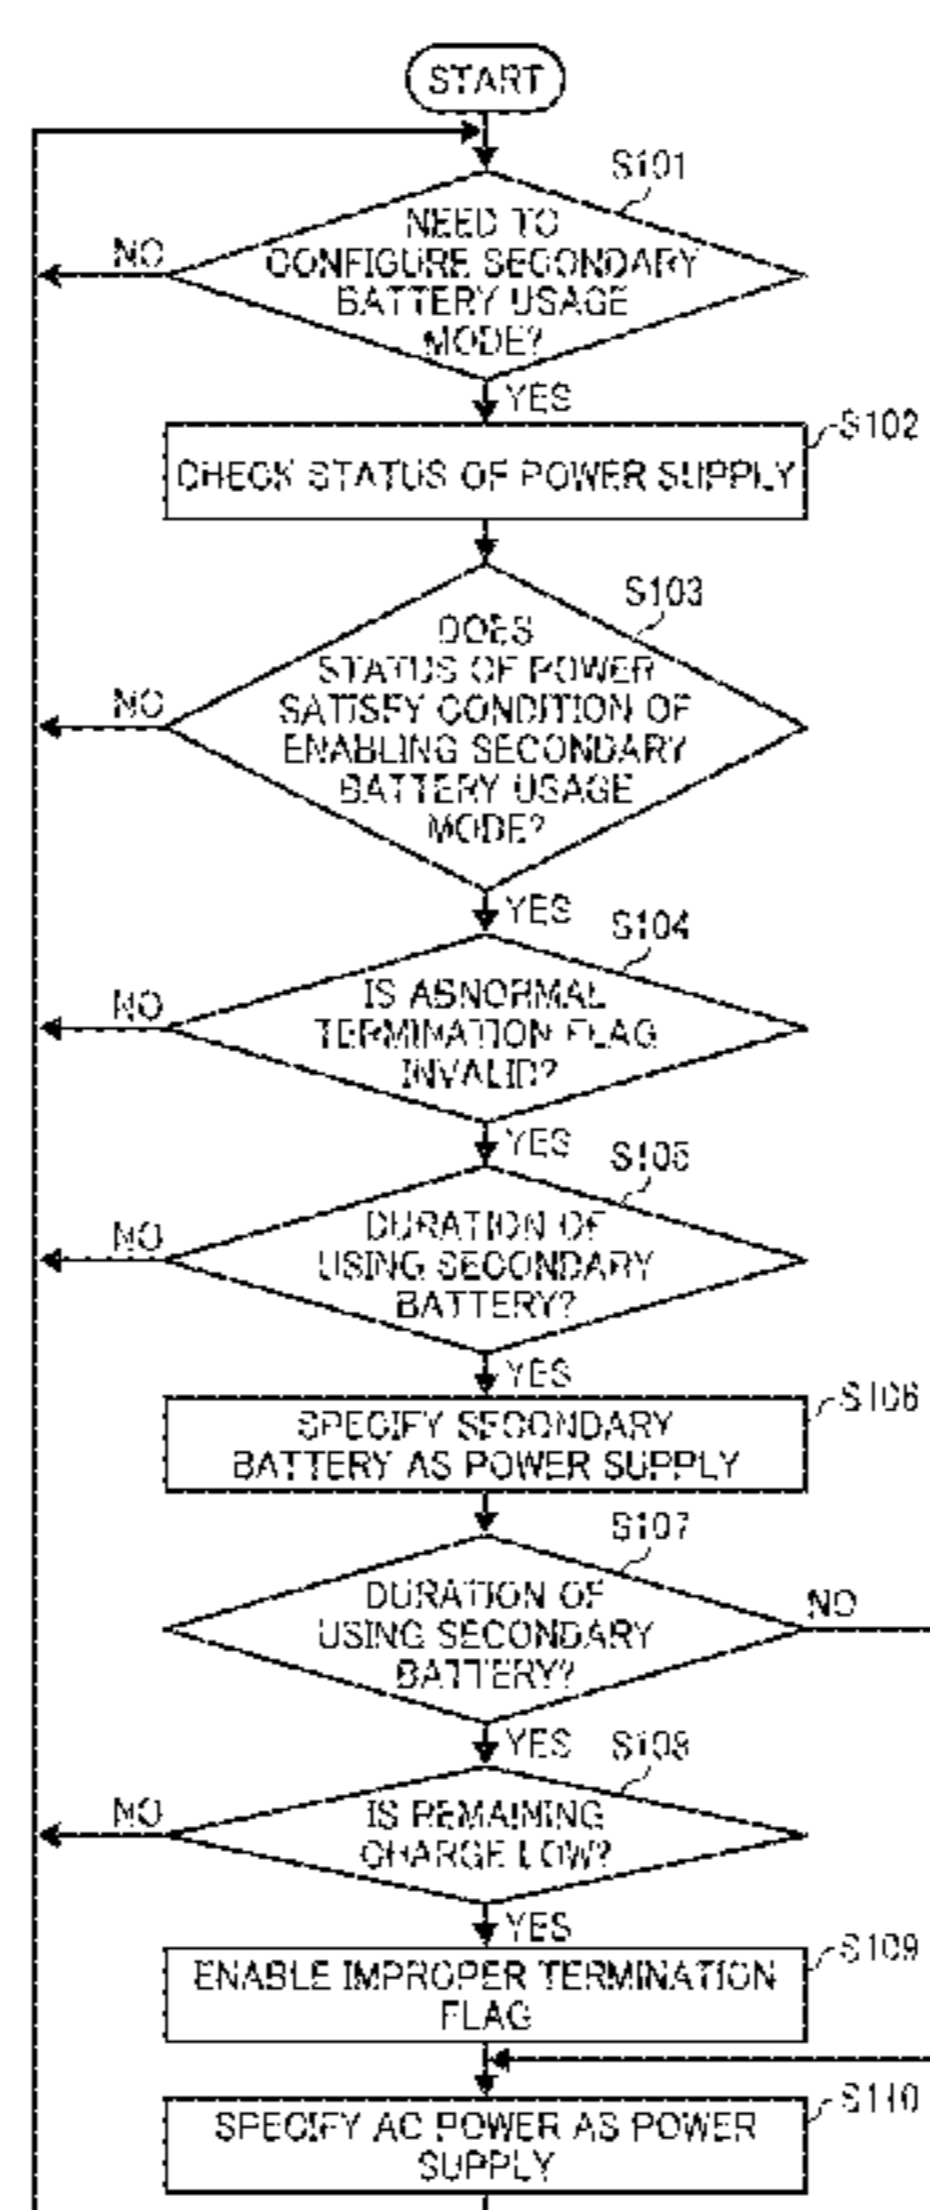 START
S101
NEED TO
CONFIGURE SECONDARY
BATTERY USAGE
MODE?
NO
YES
S102
CHECK STATUS OF POWER SUPPLY
S103
DOES
STATUS OF POWER
SATISFY CONDITION OF
ENABLING SECONDARY
BATTERY USAGE
MODE?
NO
YES
S104
IS ABNORMAL
TERMINATION FLAG
INVALID?
NO
YES
S105
DURATION OF
USING SECONDARY
BATTERY?
NO
YES
S106
SPECIFY SECONDARY
BATTERY AS POWER SUPPLY
S107
DURATION OF
USING SECONDARY
BATTERY?
NO
YES
S108
IS REMAINING
CHARGE LOW?
NO
YES
S109
ENABLE IMPROPER TERMINATION
FLAG
S110
SPECIFY AC POWER AS POWER
SUPPLY